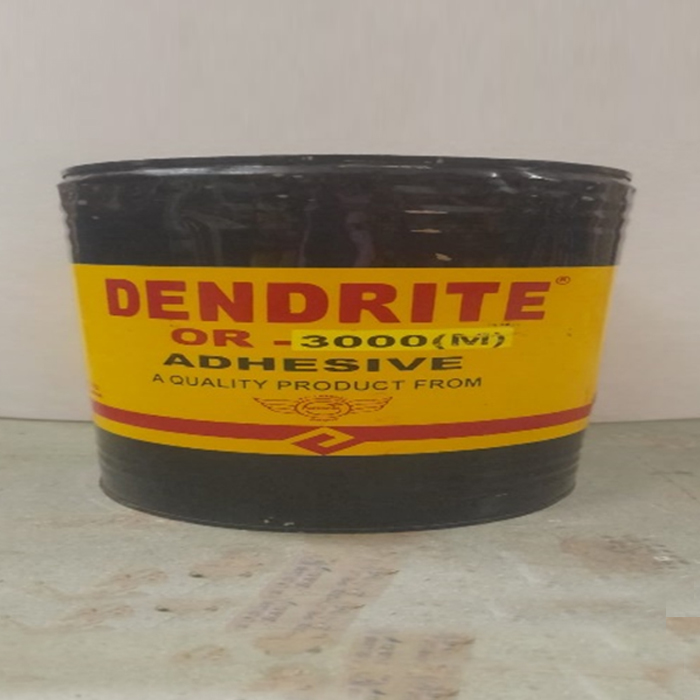 DENDRITE®
OR - 3000(M)
ADHESIVE
A QUALITY PRODUCT FROM